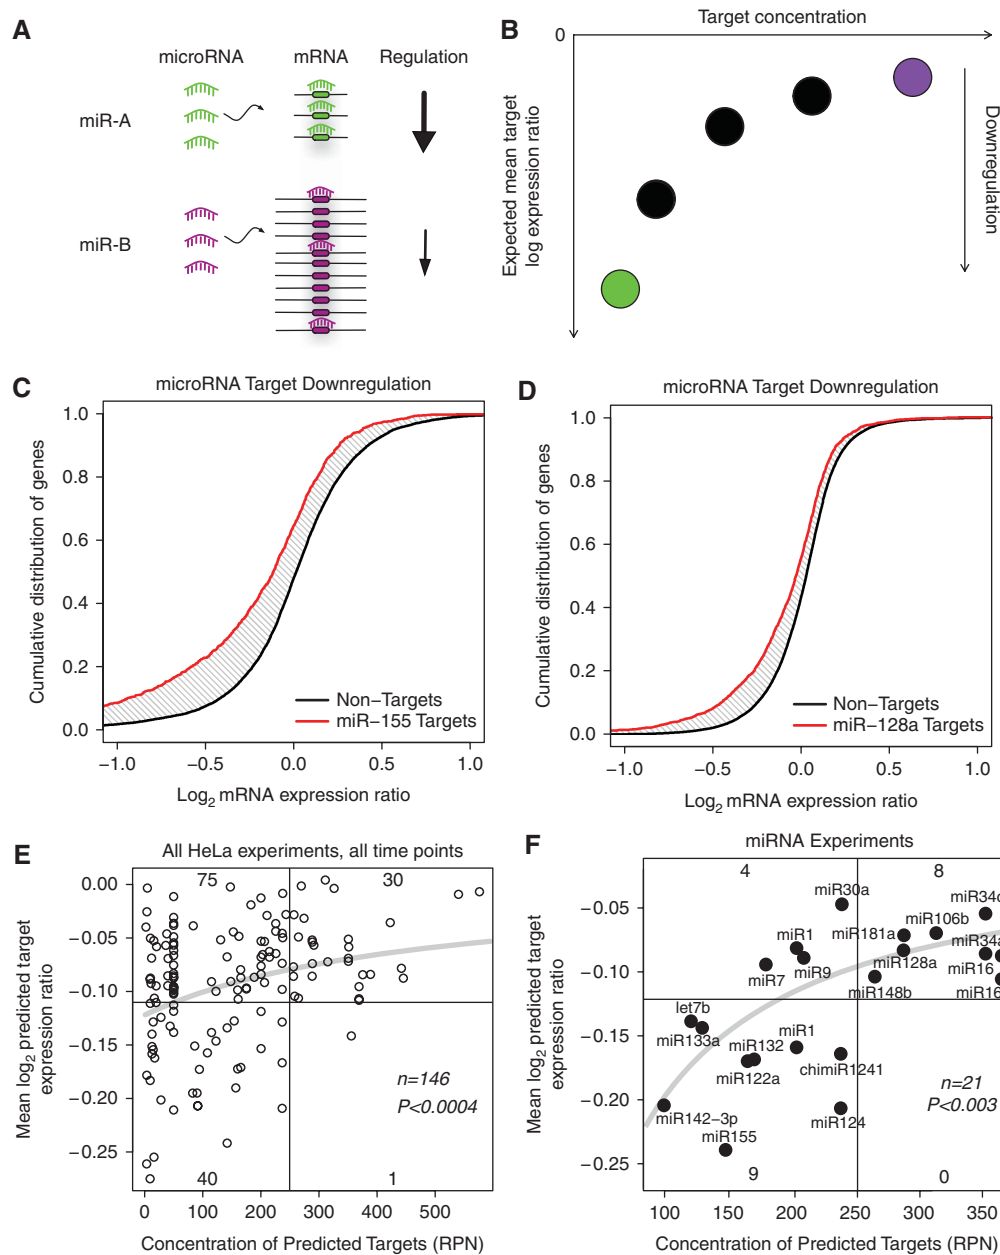 A
microRNA
mRNA
Regulation
miR-A
miR-B
B
Target concentration
0
Expected mean target
log expression ratio
Downregulation
C
microRNA Target Downregulation
Cumulative distribution of genes
1.0
0.8
0.6
0.4
0.2
0.0
Non−Targets
miR−155 Targets
−1.0
−0.5
0.0
0.5
1.0
Log2 mRNA expression ratio
D
microRNA Target Downregulation
Cumulative distribution of genes
1.0
0.8
0.6
0.4
0.2
0.0
Non−Targets
miR−128a Targets
−1.0
−0.5
0.0
0.5
1.0
Log2 mRNA expression ratio
E
All HeLa experiments, all time points
Mean log2 predicted target
expression ratio
0.00
−0.05
−0.10
−0.15
−0.20
−0.25
75
30
n=146
P<0.0004
40
1
0
100
200
300
400
500
Concentration of Predicted Targets (RPN)
F
miRNA Experiments
Mean log2 predicted target
expression ratio
−0.05
−0.10
−0.15
−0.20
−0.25
4
8
miR30a
miR34c
miR106b
miR1
miR181a
miR34a
miR7
miR9
miR128a
miR16
miR148b
miR16
let7b
miR133a
miR132
miR1
miR122a
chimiR1241
n=21
P<0.003
miR142−3p
miR124
miR155
9
0
100
150
200
250
300
350
Concentration of Predicted Targets (RPN)